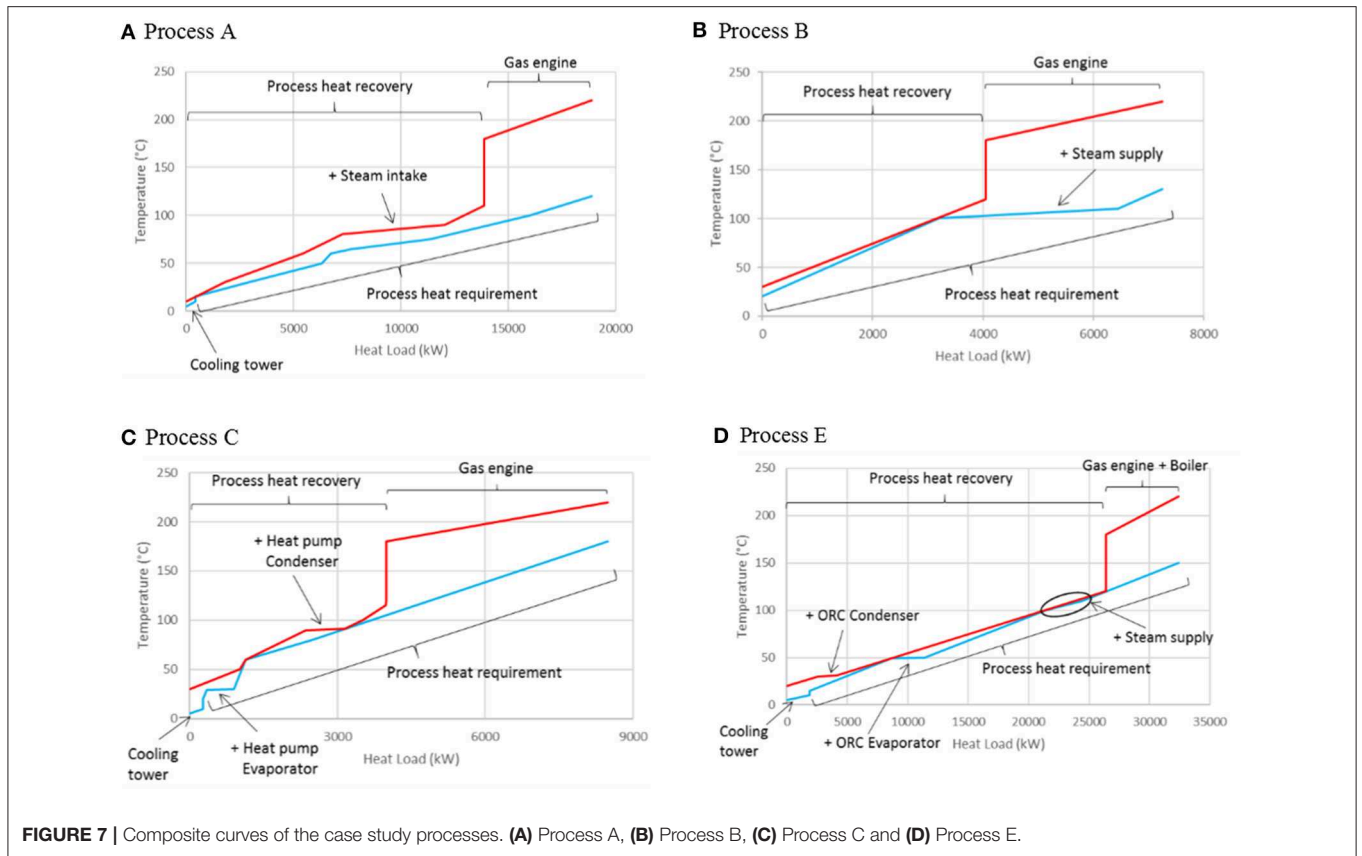 A Process A
Gas engine
Process heat recovery
250
200
150
100
50
0
Temperature (°C)
+ Steam intake
Process heat requirement
0 5000 10000 15000 20000
Heat Load (kW)
Cooling tower
B Process B
Gas engine
Process heat recovery
250
200
150
100
50
0
Temperature (°C)
+ Steam supply
Process heat requirement
0 2000 4000 6000 8000
Heat Load (kW)
C Process C
Gas engine
Process heat recovery
250
200
150
100
50
0
Temperature (°C)
+ Heat pump
Condenser
Process heat requirement
0 3000 6000 9000
Heat Load (kW)
Cooling
tower
+ Heat pump
Evaporator
D Process E
Gas engine + Boiler
Process heat recovery
250
200
150
100
50
0
Temperature (°C)
+ ORC Condenser
+ Steam supply
Process heat requirement
0 5000 10000 15000 20000 25000 30000 35000
Cooling
tower
+ ORC Evaporator
Heat Load (kW)
FIGURE 7 | Composite curves of the case study processes. (A) Process A, (B) Process B, (C) Process C and (D) Process E.